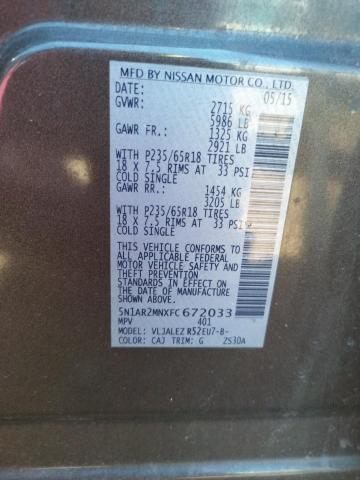 MFD BY NISSAN MOTOR CO., LTD.
DATE: 05/15
GVWR: 2715 KG
5986 LB
GAWR FR.: 1325 KG
2921 LB
WITH P235/65R18 TIRES
18 X 7.5 RIMS AT 33 PSI
COLD SINGLE
GAWR RR.: 1454 KG
3205 LB
WITH P235/65R18 TIRES
18 X 7.5 RIMS AT 33 PSI
COLD SINGLE
THIS VEHICLE CONFORMS TO
ALL APPLICABLE FEDERAL
MOTOR VEHICLE SAFETY
STANDARDS IN EFFECT ON
THE DATE OF MANUFACTURE
SHOWN ABOVE.
5N1AR2MNXFC672033
MPV 401
MODEL: VLJALEZ R52EU7-B-
COLOR: CAJ TRIM: G ZS30A